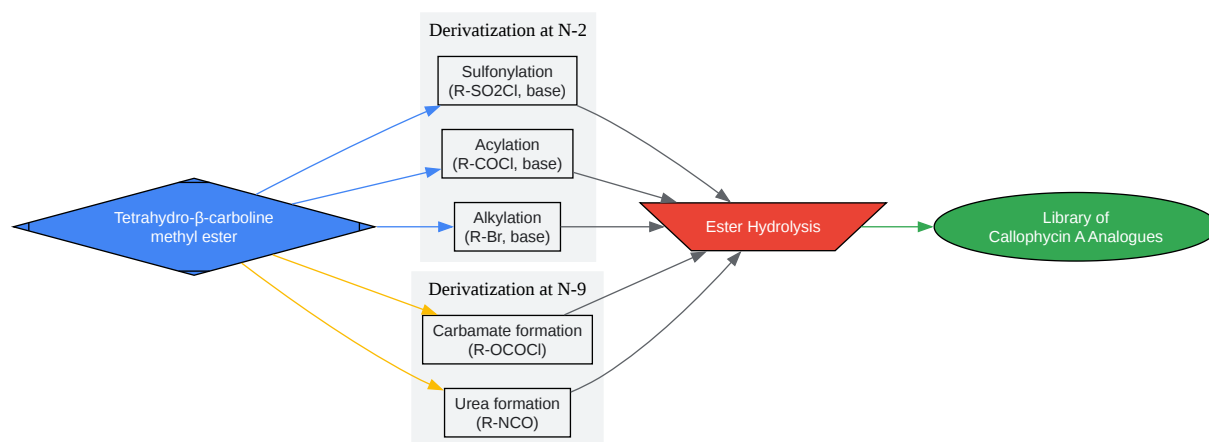 Derivatization at N-2
Sulfonylation
(R-SO2Cl, base)
Acylation
(R-COCl, base)
Alkylation
(R-Br, base)
Tetrahydro-β-carboline
methyl ester
Ester Hydrolysis
Library of
Callophycin A Analogues
Derivatization at N-9
Carbamate formation
(R-OCOCl)
Urea formation
(R-NCO)